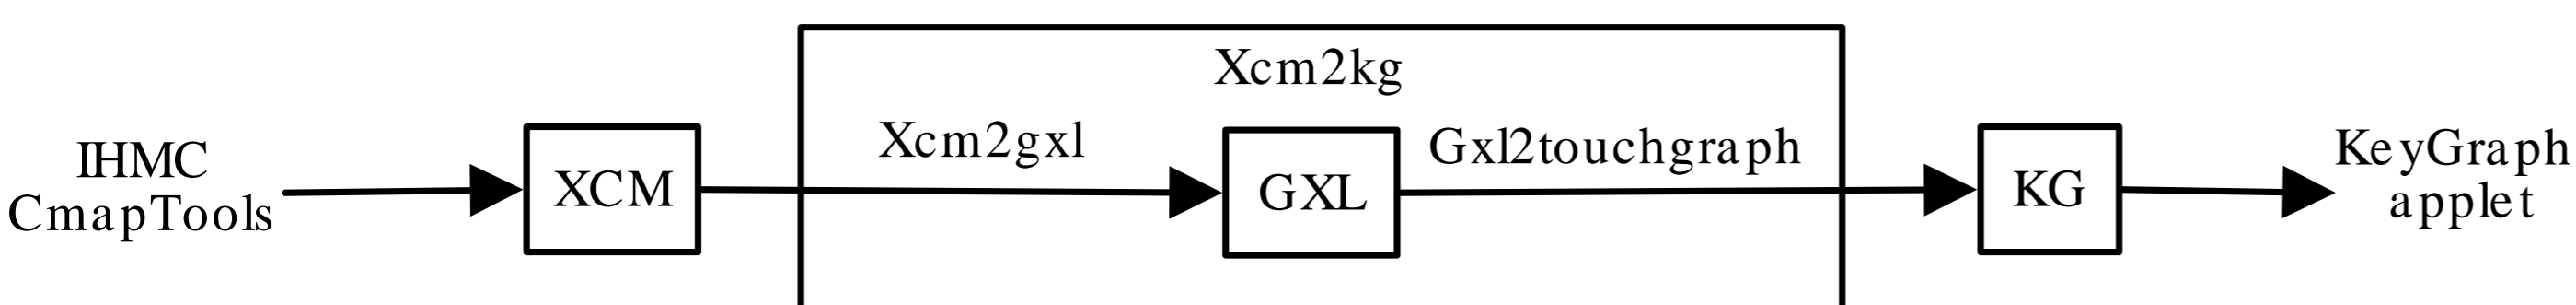 Xcm2kg
IHMC
CmapTools
XCM
Xcm2gxl
GXL
Gxl2touchgraph
KG
KeyGraph
applet